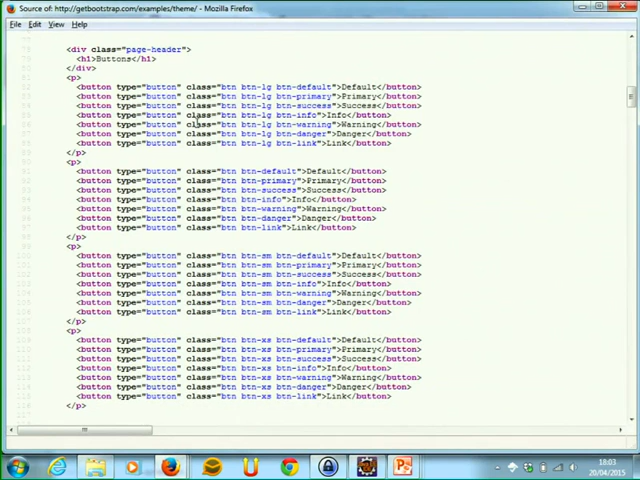 Source of: http://getbootstrap.com/examples/theme/ - Mozilla Firefox
File Edit View Help
<div class="page-header">
<h1>Buttons</h1>
</div>
<p>
<button type="button" class="btn btn-lg btn-default">Default</button>
<button type="button" class="btn btn-lg btn-primary">Primary</button>
<button type="button" class="btn btn-lg btn-success">Success</button>
<button type="button" class="btn btn-lg btn-info">Info</button>
<button type="button" class="btn btn-lg btn-warning">Warning</button>
<button type="button" class="btn btn-lg btn-danger">Danger</button>
<button type="button" class="btn btn-lg btn-link">Link</button>
</p>
<p>
<button type="button" class="btn btn-default">Default</button>
<button type="button" class="btn btn-primary">Primary</button>
<button type="button" class="btn btn-success">Success</button>
<button type="button" class="btn btn-info">Info</button>
<button type="button" class="btn btn-warning">Warning</button>
<button type="button" class="btn btn-danger">Danger</button>
<button type="button" class="btn btn-link">Link</button>
</p>
<p>
<button type="button" class="btn btn-sm btn-default">Default</button>
<button type="button" class="btn btn-sm btn-primary">Primary</button>
<button type="button" class="btn btn-sm btn-success">Success</button>
<button type="button" class="btn btn-sm btn-info">Info</button>
<button type="button" class="btn btn-sm btn-warning">Warning</button>
<button type="button" class="btn btn-sm btn-danger">Danger</button>
<button type="button" class="btn btn-sm btn-link">Link</button>
</p>
<p>
<button type="button" class="btn btn-xs btn-default">Default</button>
<button type="button" class="btn btn-xs btn-primary">Primary</button>
<button type="button" class="btn btn-xs btn-success">Success</button>
<button type="button" class="btn btn-xs btn-info">Info</button>
<button type="button" class="btn btn-xs btn-warning">Warning</button>
<button type="button" class="btn btn-xs btn-danger">Danger</button>
<button type="button" class="btn btn-xs btn-link">Link</button>
</p>
18:03
20/04/2015